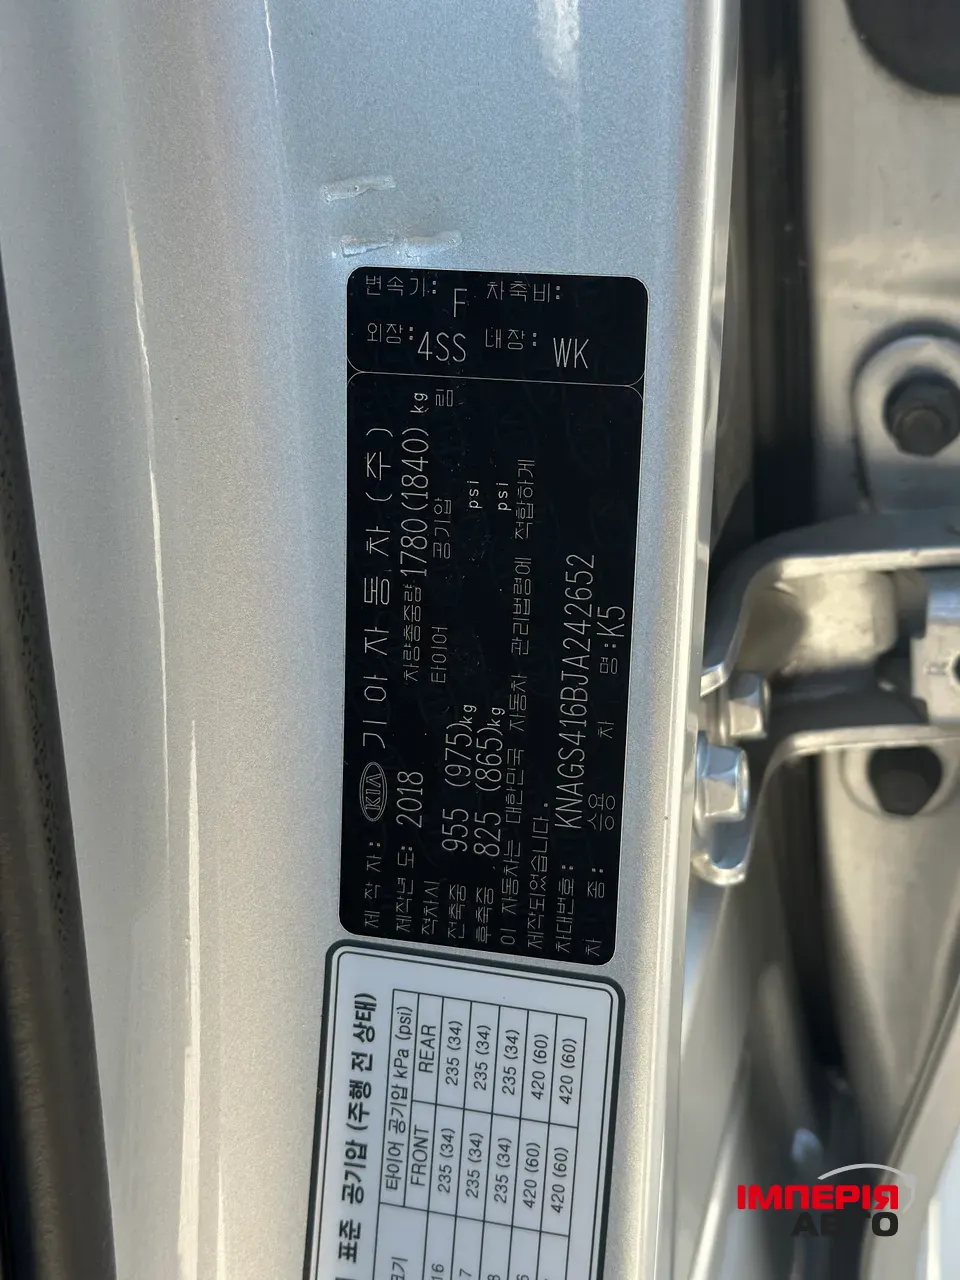 변속기: F 차축비:
외장: 4SS 내장: WK
제 작 자: KIA 기아자동차(주)
제작년도: 2018 차량총중량 1780(1840) kg
적차시 타이어 공기압 림
전축중 955 (975)kg psi
후축중 825 (865)kg psi
이 자동차는 대한민국 자동차 관리법령에 적합하게
제작되었습니다.
차대번호: KNAGS416BJA242652
차 종: 승용 차 명: K5
표준 공기압 (주행 전 상태)
타이어 공기압 kPa (psi)
FRONT REAR
235 (34) 235 (34)
235 (34) 235 (34)
235 (34) 235 (34)
420 (60) 420 (60)
420 (60) 420 (60)
ІМПЕРІЯ
АВТО